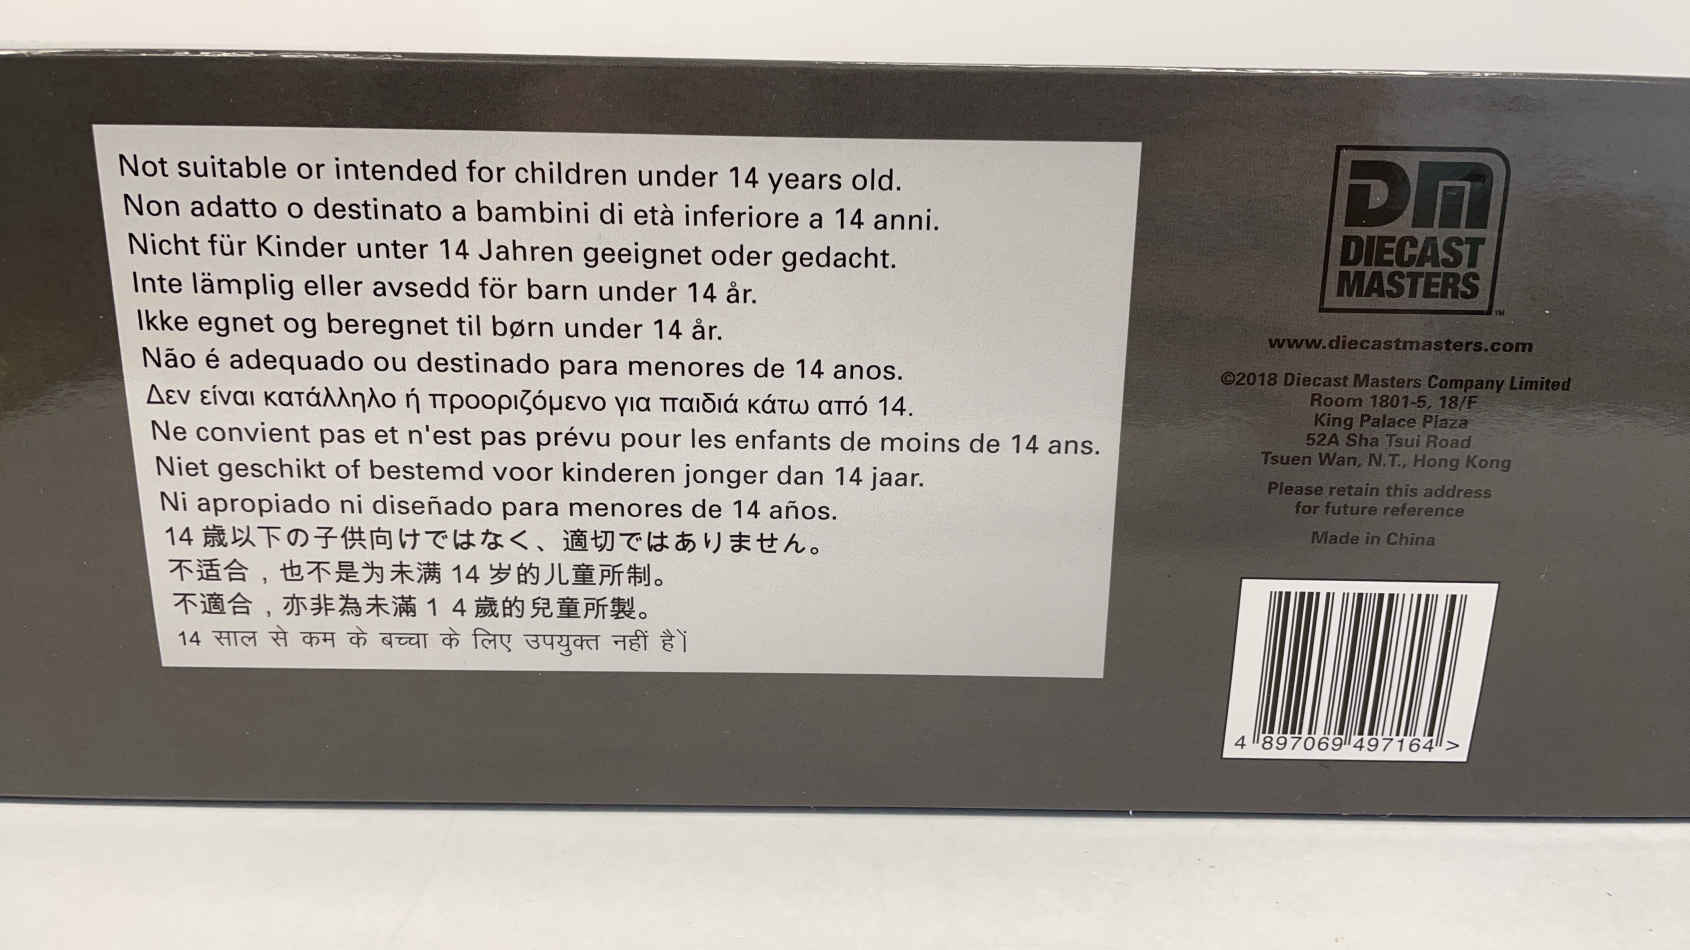 Not suitable or intended for children under 14 years old.
Non adatto o destinato a bambini di età inferiore a 14 anni.
Nicht für Kinder unter 14 Jahren geeignet oder gedacht.
Inte lämplig eller avsedd för barn under 14 år.
Ikke egnet og beregnet til børn under 14 år.
Não é adequado ou destinado para menores de 14 anos.
Δεν είναι κατάλληλο ή προοριζόμενο για παιδιά κάτω από 14.
Ne convient pas et n'est pas prévu pour les enfants de moins de 14 ans.
Niet geschikt of bestemd voor kinderen jonger dan 14 jaar.
Ni apropiado ni diseñado para menores de 14 años.
14 歳以下の子供向けではなく、適切ではありません。
不适合，也不是为未满 14 岁的儿童所制。
不適合，亦非為未滿 1 4 歲的兒童所製。
14 साल से कम के बच्चा के लिए उपयुक्त नहीं है।ें
DM
DIECAST
MASTERS
™
www.diecastmasters.com
©2018 Diecast Masters Company Limited
Room 1801-5, 18/F
King Palace Plaza
52A Sha Tsui Road
Tsuen Wan, N.T., Hong Kong
Please retain this address
for future reference
Made in China
4 897069 497164 >